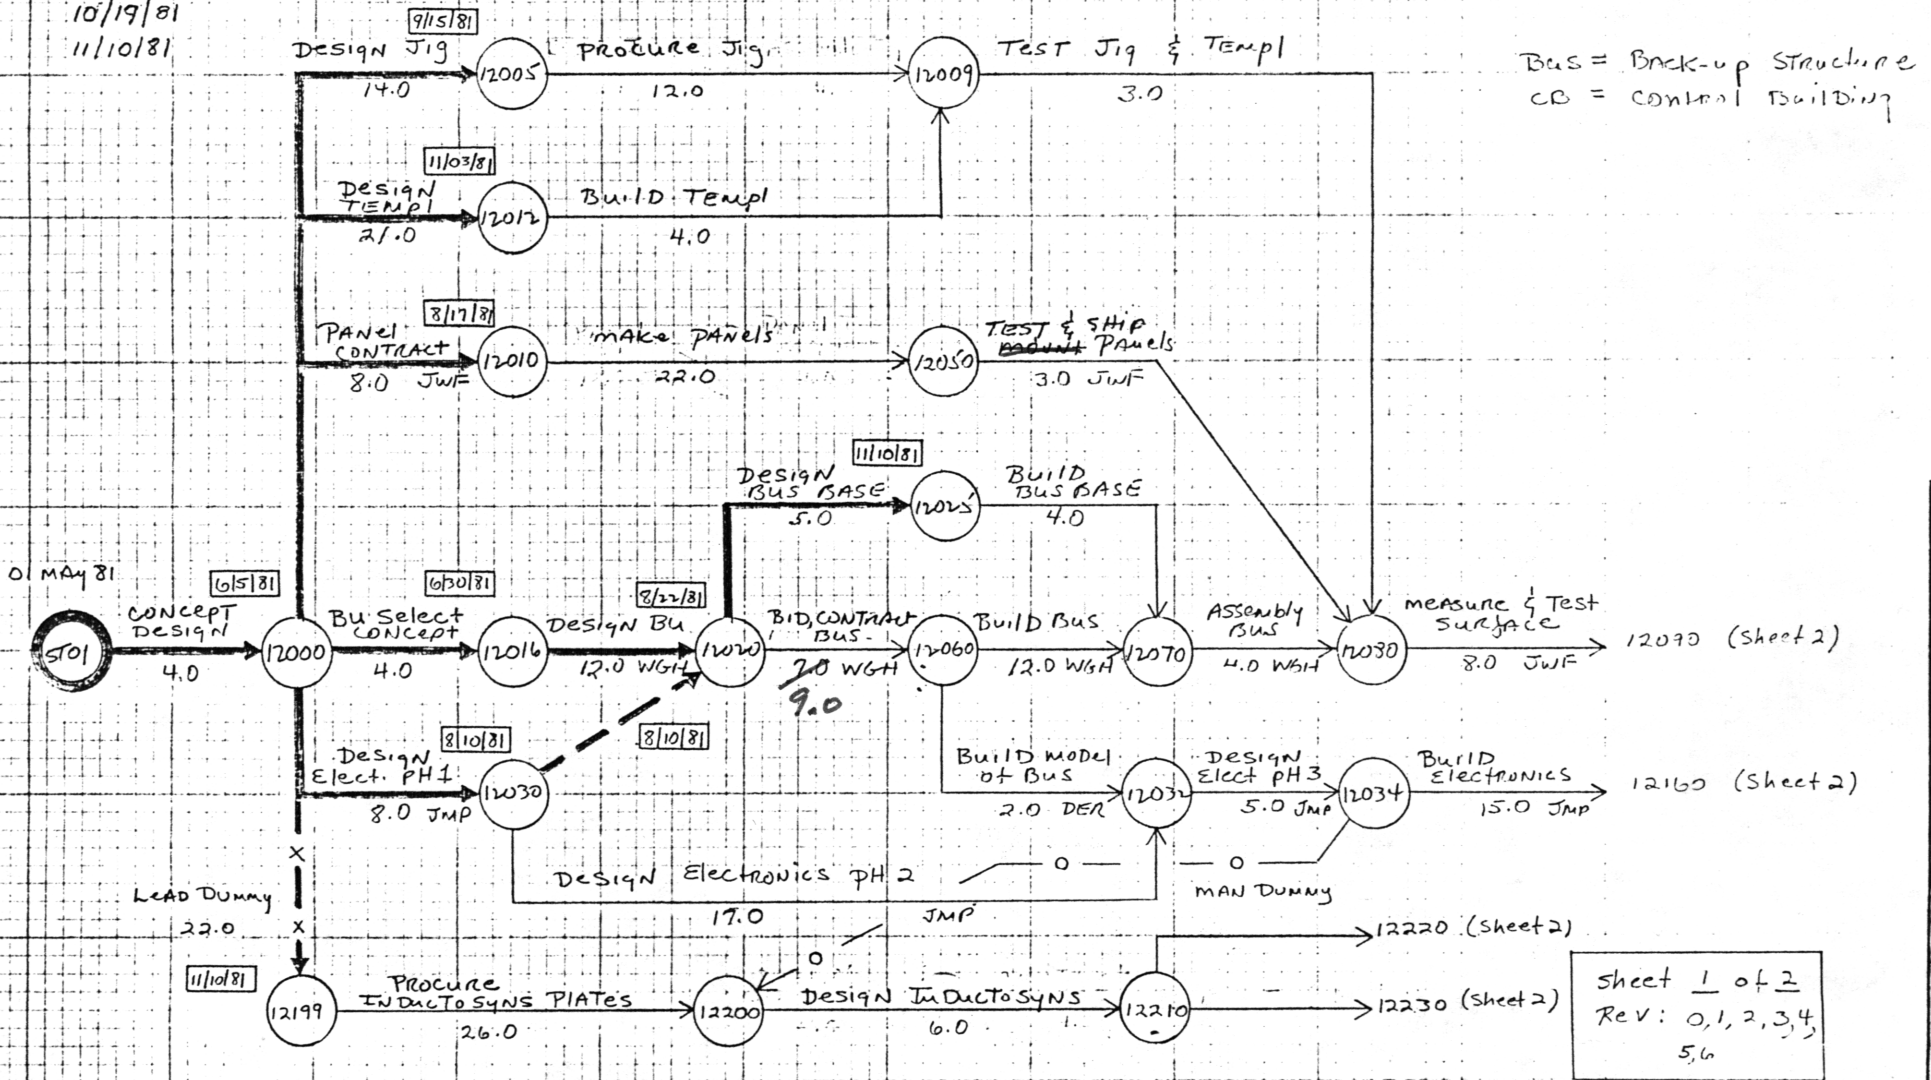 10/19/81
11/10/81
9/15/81
Design Jig
Procure Jig
Test Jig & Templ
BUS = Back-up Structure
CB = Control Building
12005
12009
14.0
12.0
3.0
11/03/81
Design
Templ
Build Templ
12012
21.0
4.0
8/17/81
Panel
Contract
Make Panels
Test & Ship
Mount Panels
12010
12050
8.0 JWF
22.0
3.0 JWF
11/10/81
Design
BUS Base
Build
BUS Base
12025
5.0
4.0
01 May 81
6/5/81
6/30/81
8/22/81
Concept
Design
BU Select
Concept
Design BU
Bid, Contract
BUS
Build BUS
Assembly
BUS
Measure & Test
Surface
ST01
12000
12016
12020
12060
12070
12080
12090 (Sheet 2)
4.0
4.0
12.0 WGH
7.0 WGH
9.0
12.0 WGH
4.0 WGH
8.0 JWF
8/10/81
8/10/81
Design
Elect. PH1
Build Model
of BUS
Design
Elect PH3
Build
Electronics
12030
12032
12034
12160 (Sheet 2)
8.0 JMP
2.0 DER
5.0 JMP
15.0 JMP
x
Design Electronics PH 2
o
o
Man Dummy
Lead Dummy
22.0
x
17.0
JMP
12220 (Sheet 2)
o
11/10/81
Procure
Inductosyns Plates
Design Inductosyns
12199
12200
12210
12230 (Sheet 2)
26.0
6.0
Sheet 1 of 2
Rev: 0,1,2,3,4,
5,6